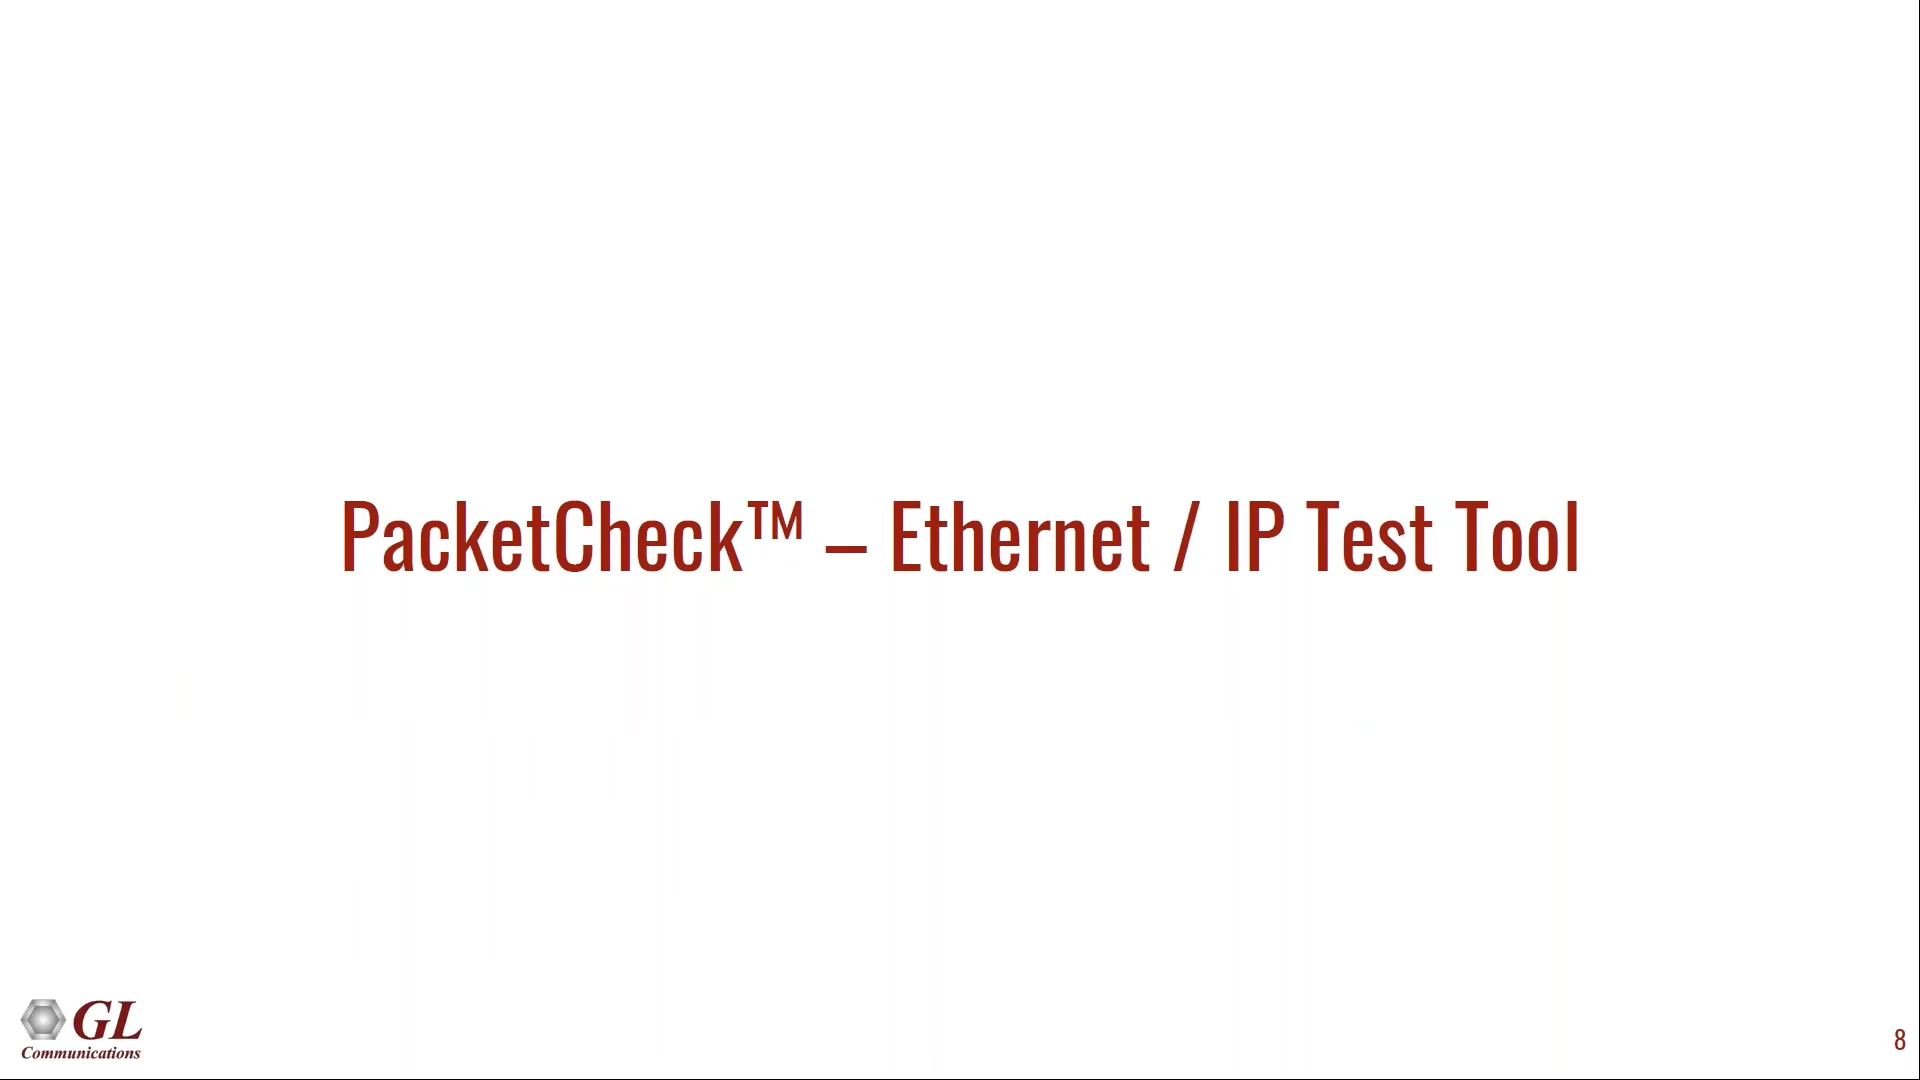 PacketCheck™ – Ethernet / IP Test Tool
GL
Communications
8